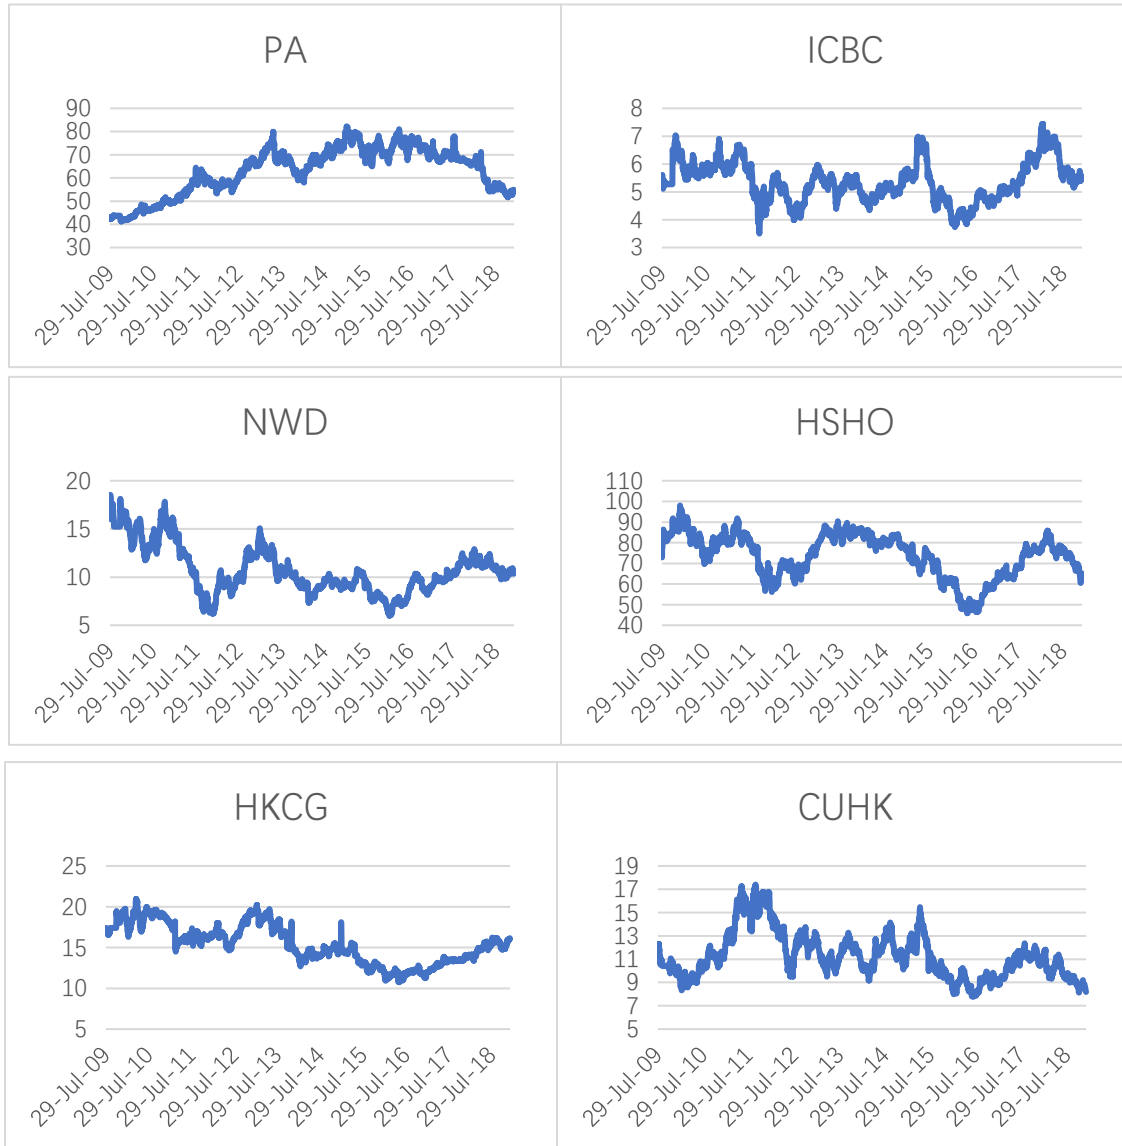 PA
90
80
70
60
50
40
30
29-Jul-09
29-Jul-10
29-Jul-11
29-Jul-12
29-Jul-13
29-Jul-14
29-Jul-15
29-Jul-16
29-Jul-17
29-Jul-18
ICBC
8
7
6
5
4
3
29-Jul-09
29-Jul-10
29-Jul-11
29-Jul-12
29-Jul-13
29-Jul-14
29-Jul-15
29-Jul-16
29-Jul-17
29-Jul-18
NWD
20
15
10
5
29-Jul-09
29-Jul-10
29-Jul-11
29-Jul-12
29-Jul-13
29-Jul-14
29-Jul-15
29-Jul-16
29-Jul-17
29-Jul-18
HSHO
110
100
90
80
70
60
50
40
29-Jul-09
29-Jul-10
29-Jul-11
29-Jul-12
29-Jul-13
29-Jul-14
29-Jul-15
29-Jul-16
29-Jul-17
29-Jul-18
HKCG
25
20
15
10
5
29-Jul-09
29-Jul-10
29-Jul-11
29-Jul-12
29-Jul-13
29-Jul-14
29-Jul-15
29-Jul-16
29-Jul-17
29-Jul-18
CUHK
19
17
15
13
11
9
7
5
29-Jul-09
29-Jul-10
29-Jul-11
29-Jul-12
29-Jul-13
29-Jul-14
29-Jul-15
29-Jul-16
29-Jul-17
29-Jul-18